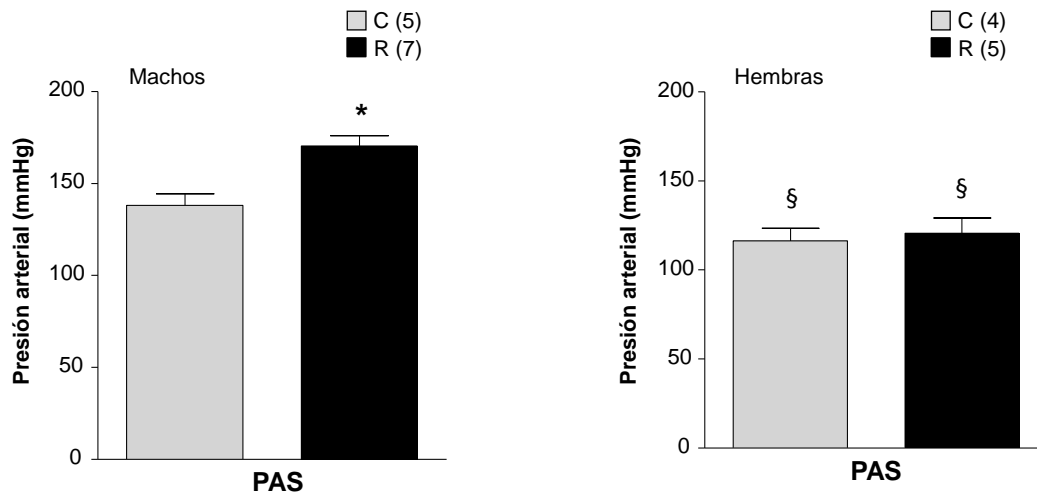 C (5)
R (7)
Machos
200
150
100
50
0
Presión arterial (mmHg)
*
PAS
C (4)
R (5)
Hembras
200
150
100
50
0
Presión arterial (mmHg)
§
§
PAS